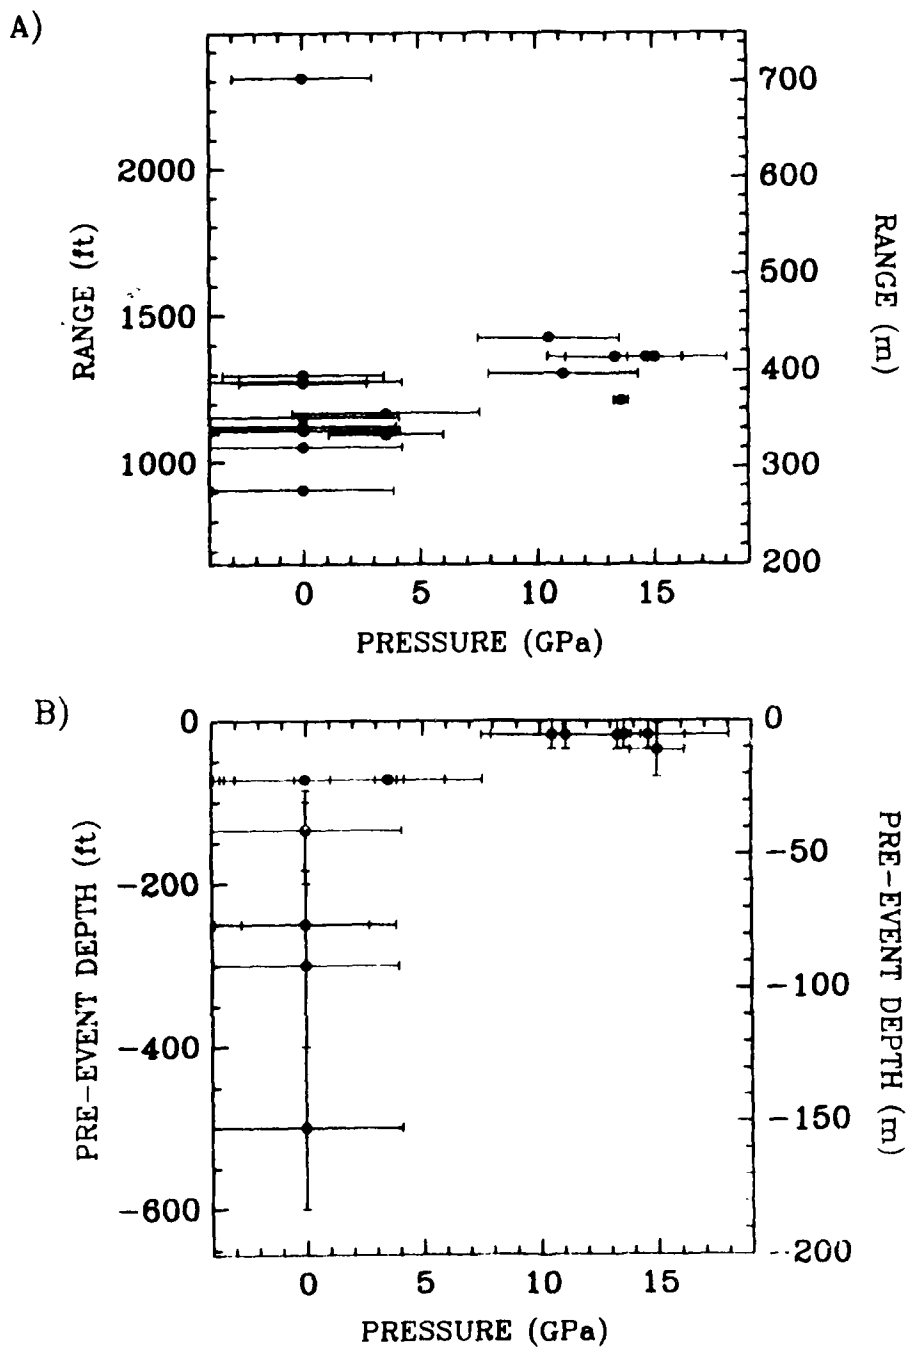 A)
700
2000
600
RANGE (ft)
RANGE (m)
500
1500
400
1000
300
200
0 5 10 15
PRESSURE (GPa)
B)
0 0
PRE-EVENT DEPTH (ft)
PRE-EVENT DEPTH (m)
-50
-200
-100
-400
-150
-600
-200
0 5 10 15
PRESSURE (GPa)